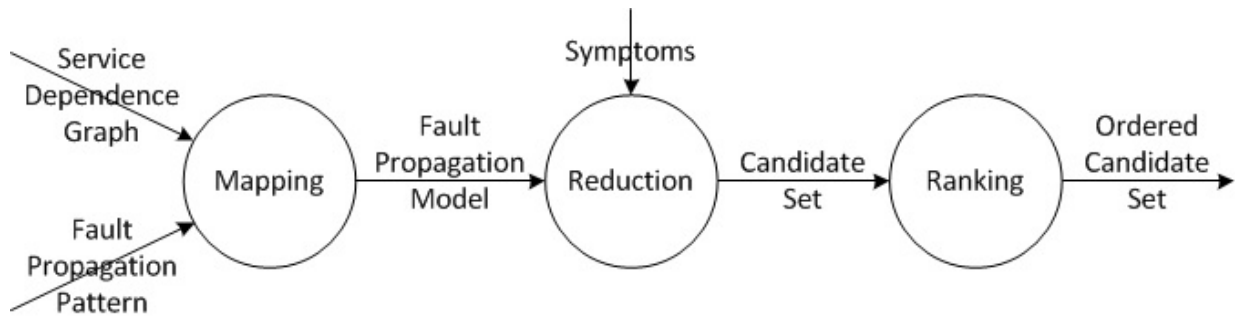 Service
Dependence
Graph
Fault
Propagation
Pattern
Mapping
Fault
Propagation
Model
Symptoms
Reduction
Candidate
Set
Ranking
Ordered
Candidate
Set